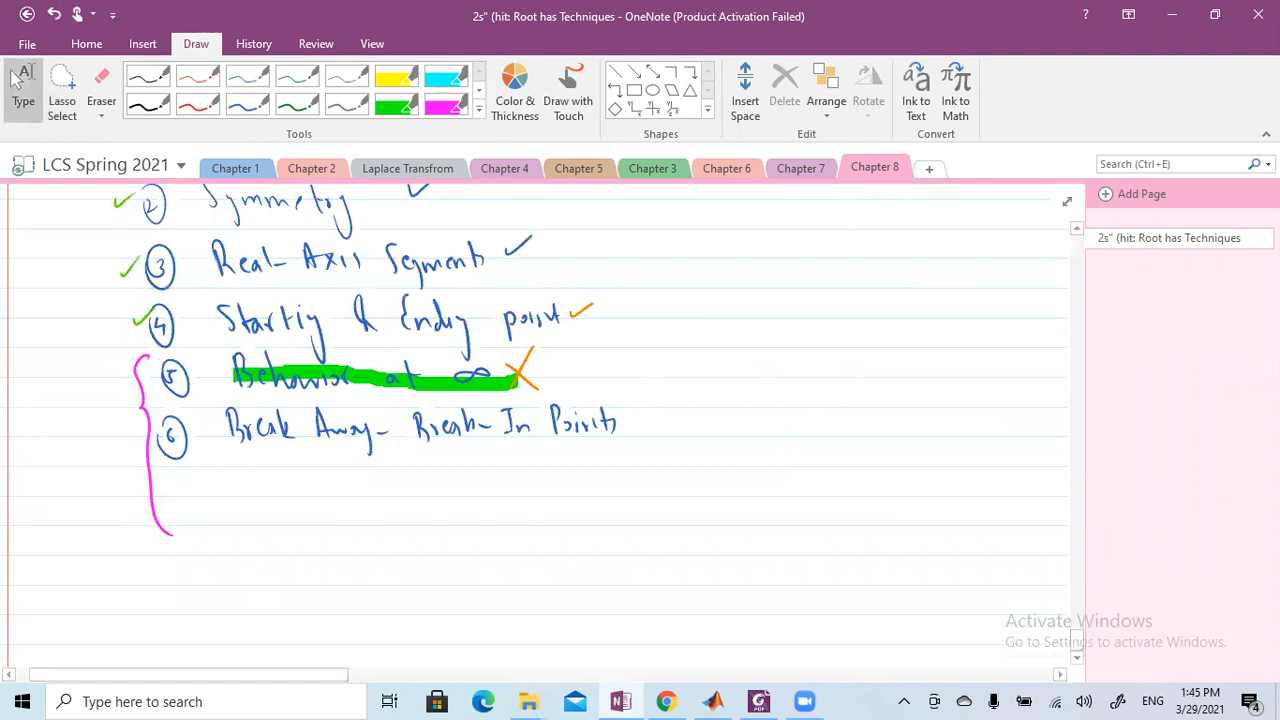 2s" (hit: Root has Techniques - OneNote (Product Activation Failed)
File Home Insert Draw History Review View
Type Lasso Select Eraser Color & Thickness Draw with Touch Insert Space Delete Arrange Rotate Ink to Text Ink to Math
Tools Shapes Edit Convert
LCS Spring 2021 Chapter 1 Chapter 2 Laplace Transfrom Chapter 4 Chapter 5 Chapter 3 Chapter 6 Chapter 7 Chapter 8 Search (Ctrl+E)
Add Page
2s" (hit: Root has Techniques
✓ ② Symmetry ✓
✓ ③ Real-Axis Segments ✓
✓ ④ Starting & Ending point ✓
⑤ Behavior at ∞ X
⑥ Break Away- Break-In Points
Activate Windows
Go to Settings to activate Windows.
Type here to search
ENG
1:45 PM
3/29/2021
4